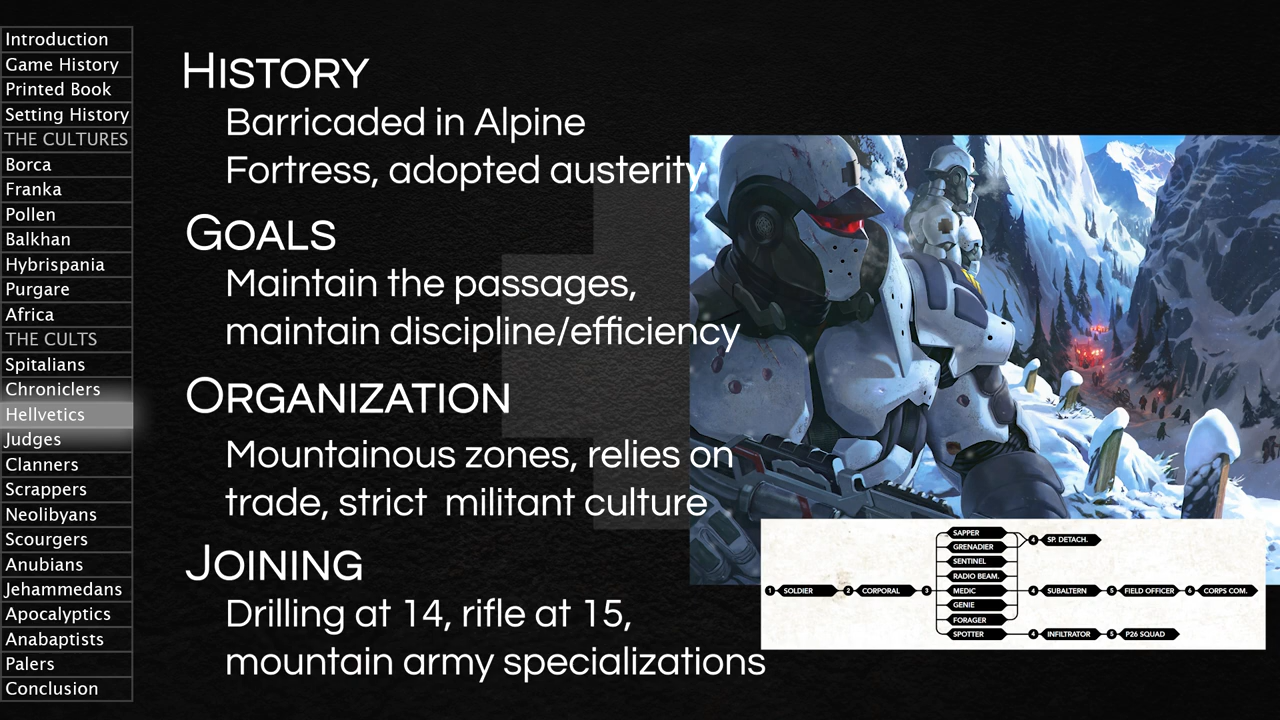 Introduction
Game History
Printed Book
Setting History
THE CULTURES
Borca
Franka
Pollen
Balkhan
Hybrispania
Purgare
Africa
THE CULTS
Spitalians
Chroniclers
Hellvetics
Judges
Clanners
Scrappers
Neolibyans
Scourgers
Anubians
Jehammedans
Apocalyptics
Anabaptists
Palers
Conclusion
HISTORY
Barricaded in Alpine
Fortress, adopted austerity
GOALS
Maintain the passages,
maintain discipline/efficiency
ORGANIZATION
Mountainous zones, relies on
trade, strict militant culture
JOINING
Drilling at 14, rifle at 15,
mountain army specializations
1 SOLDIER 2 CORPORAL 3
SAPPER
GRENADIER
SENTINEL
RADIO BEAM.
MEDIC
GENIE
FORAGER
SPOTTER
4 SP. DETACH.
4 SUBALTERN 5 FIELD OFFICER 6 CORPS COM.
4 INFILTRATOR 5 P26 SQUAD